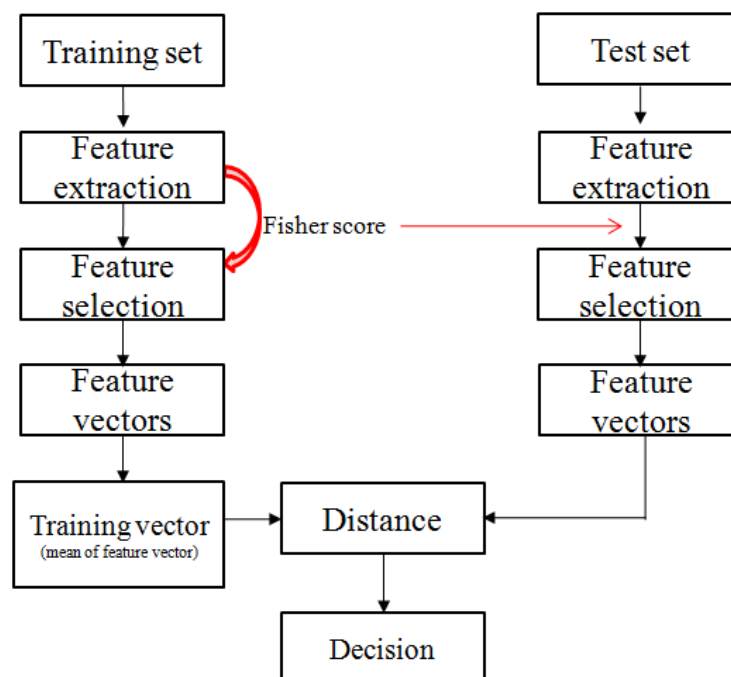 Training set
Feature
extraction
Fisher score
Feature
selection
Feature
vectors
Training vector
(mean of feature vector)
Test set
Feature
extraction
Feature
selection
Feature
vectors
Distance
Decision